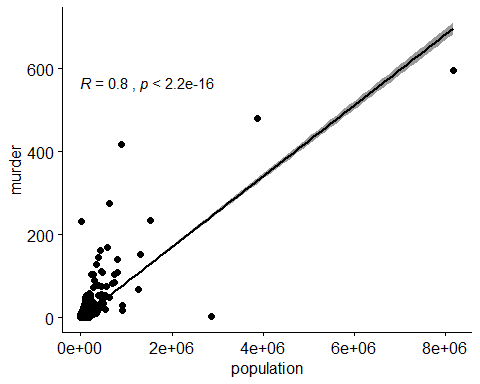 R = 0.8 , p < 2.2e-16
murder
600
400
200
0
0e+00 2e+06 4e+06 6e+06 8e+06
population